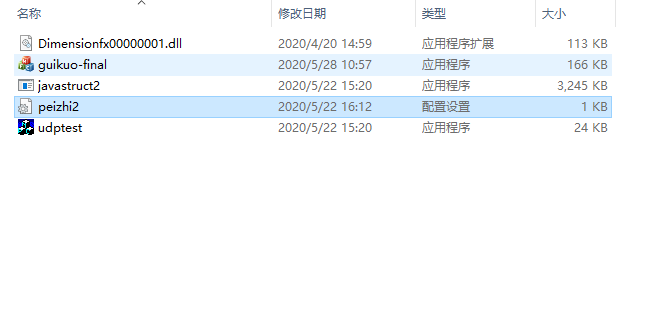 名称 修改日期 类型 大小
Dimensionfx00000001.dll 2020/4/20 14:59 应用程序扩展 113 KB
guikuo-final 2020/5/28 10:57 应用程序 166 KB
javastruct2 2020/5/22 15:20 应用程序 3,245 KB
peizhi2 2020/5/22 16:12 配置设置 1 KB
udptest 2020/5/22 15:20 应用程序 24 KB